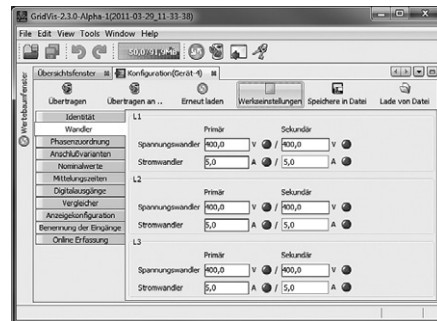 GridVis-2.3.0-Alpha-1(2011-03-29_11-33-38)
File Edit View Tools Window Help
Übersichtsfenster Konfiguration(Gerät-4)
Wertebaumfenster
Übertragen Übertragen an .. Erneut laden Werkseinstellungen Speichere in Datei Lade von Datei
Identität
Wandler
Phasenzuordnung
Anschlußvarianten
Nominalwerte
Mittelungszeiten
Digitalausgänge
Vergleicher
Anzeigekonfiguration
Benennung der Eingänge
Online Erfassung
L1
Primär Sekundär
Spannungswandler 400,0 V / 400,0 V
Stromwandler 5,0 A / 5,0 A
L2
Primär Sekundär
Spannungswandler 400,0 V / 400,0 V
Stromwandler 5,0 A / 5,0 A
L3
Primär Sekundär
Spannungswandler 400,0 V / 400,0 V
Stromwandler 5,0 A / 5,0 A